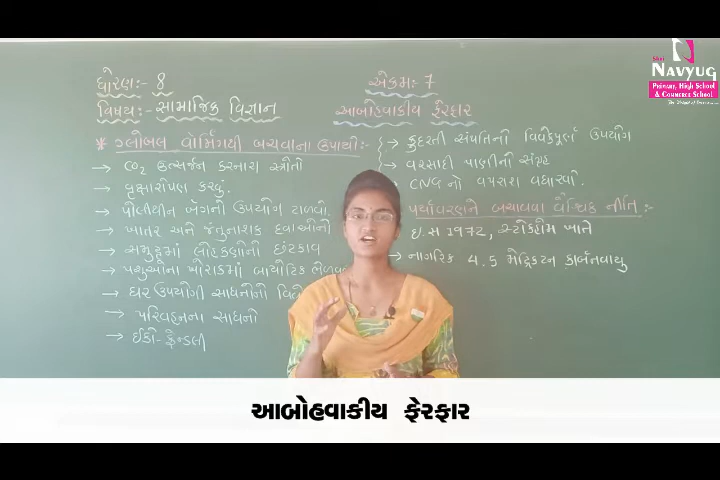 ધોરણ:- 8
વિષય:- સામાજિક વિજ્ઞાન
એકમ:- 7
આબોહવાકીય ફેરફાર
* ગ્લોબલ વોર્મિંગથી બચવાના ઉપાયો:-
→ CO2 ઉત્સર્જન કરનારા સ્ત્રોતો
→ વૃક્ષારોપણ કરવું.
→ પોલીથીન બૅગનો ઉપયોગ ટાળવો.
→ ખાતર અને જંતુનાશક દવાઓનો
→ સમુદ્રમાં લોહકણોની છંટકાવ
→ પશુઓના ખોરાકમાં બાયોટિક ભેળવવા
→ ઘર ઉપયોગી સાધનોનો
→ પરિવહનના સાધનો
→ ઈકો-ફ્રેન્ડલી
→ કુદરતી સંપત્તિનો વિવેકપૂર્ણ ઉપયોગ
→ વરસાદી પાણીનો સંગ્રહ
→ CNG નો વપરાશ વધારવો.
પર્યાવરણને બચાવવા વૈશ્વિક નીતિ:-
ઇ.સ 1972, સ્ટોકહોમ ખાતે
→ નાગરિક 4.5 મેટ્રિકટન કાર્બનવાયુ
Shri
NAVYUG
Primary, High School
& Commerce School
આબોહવાકીય ફેરફાર